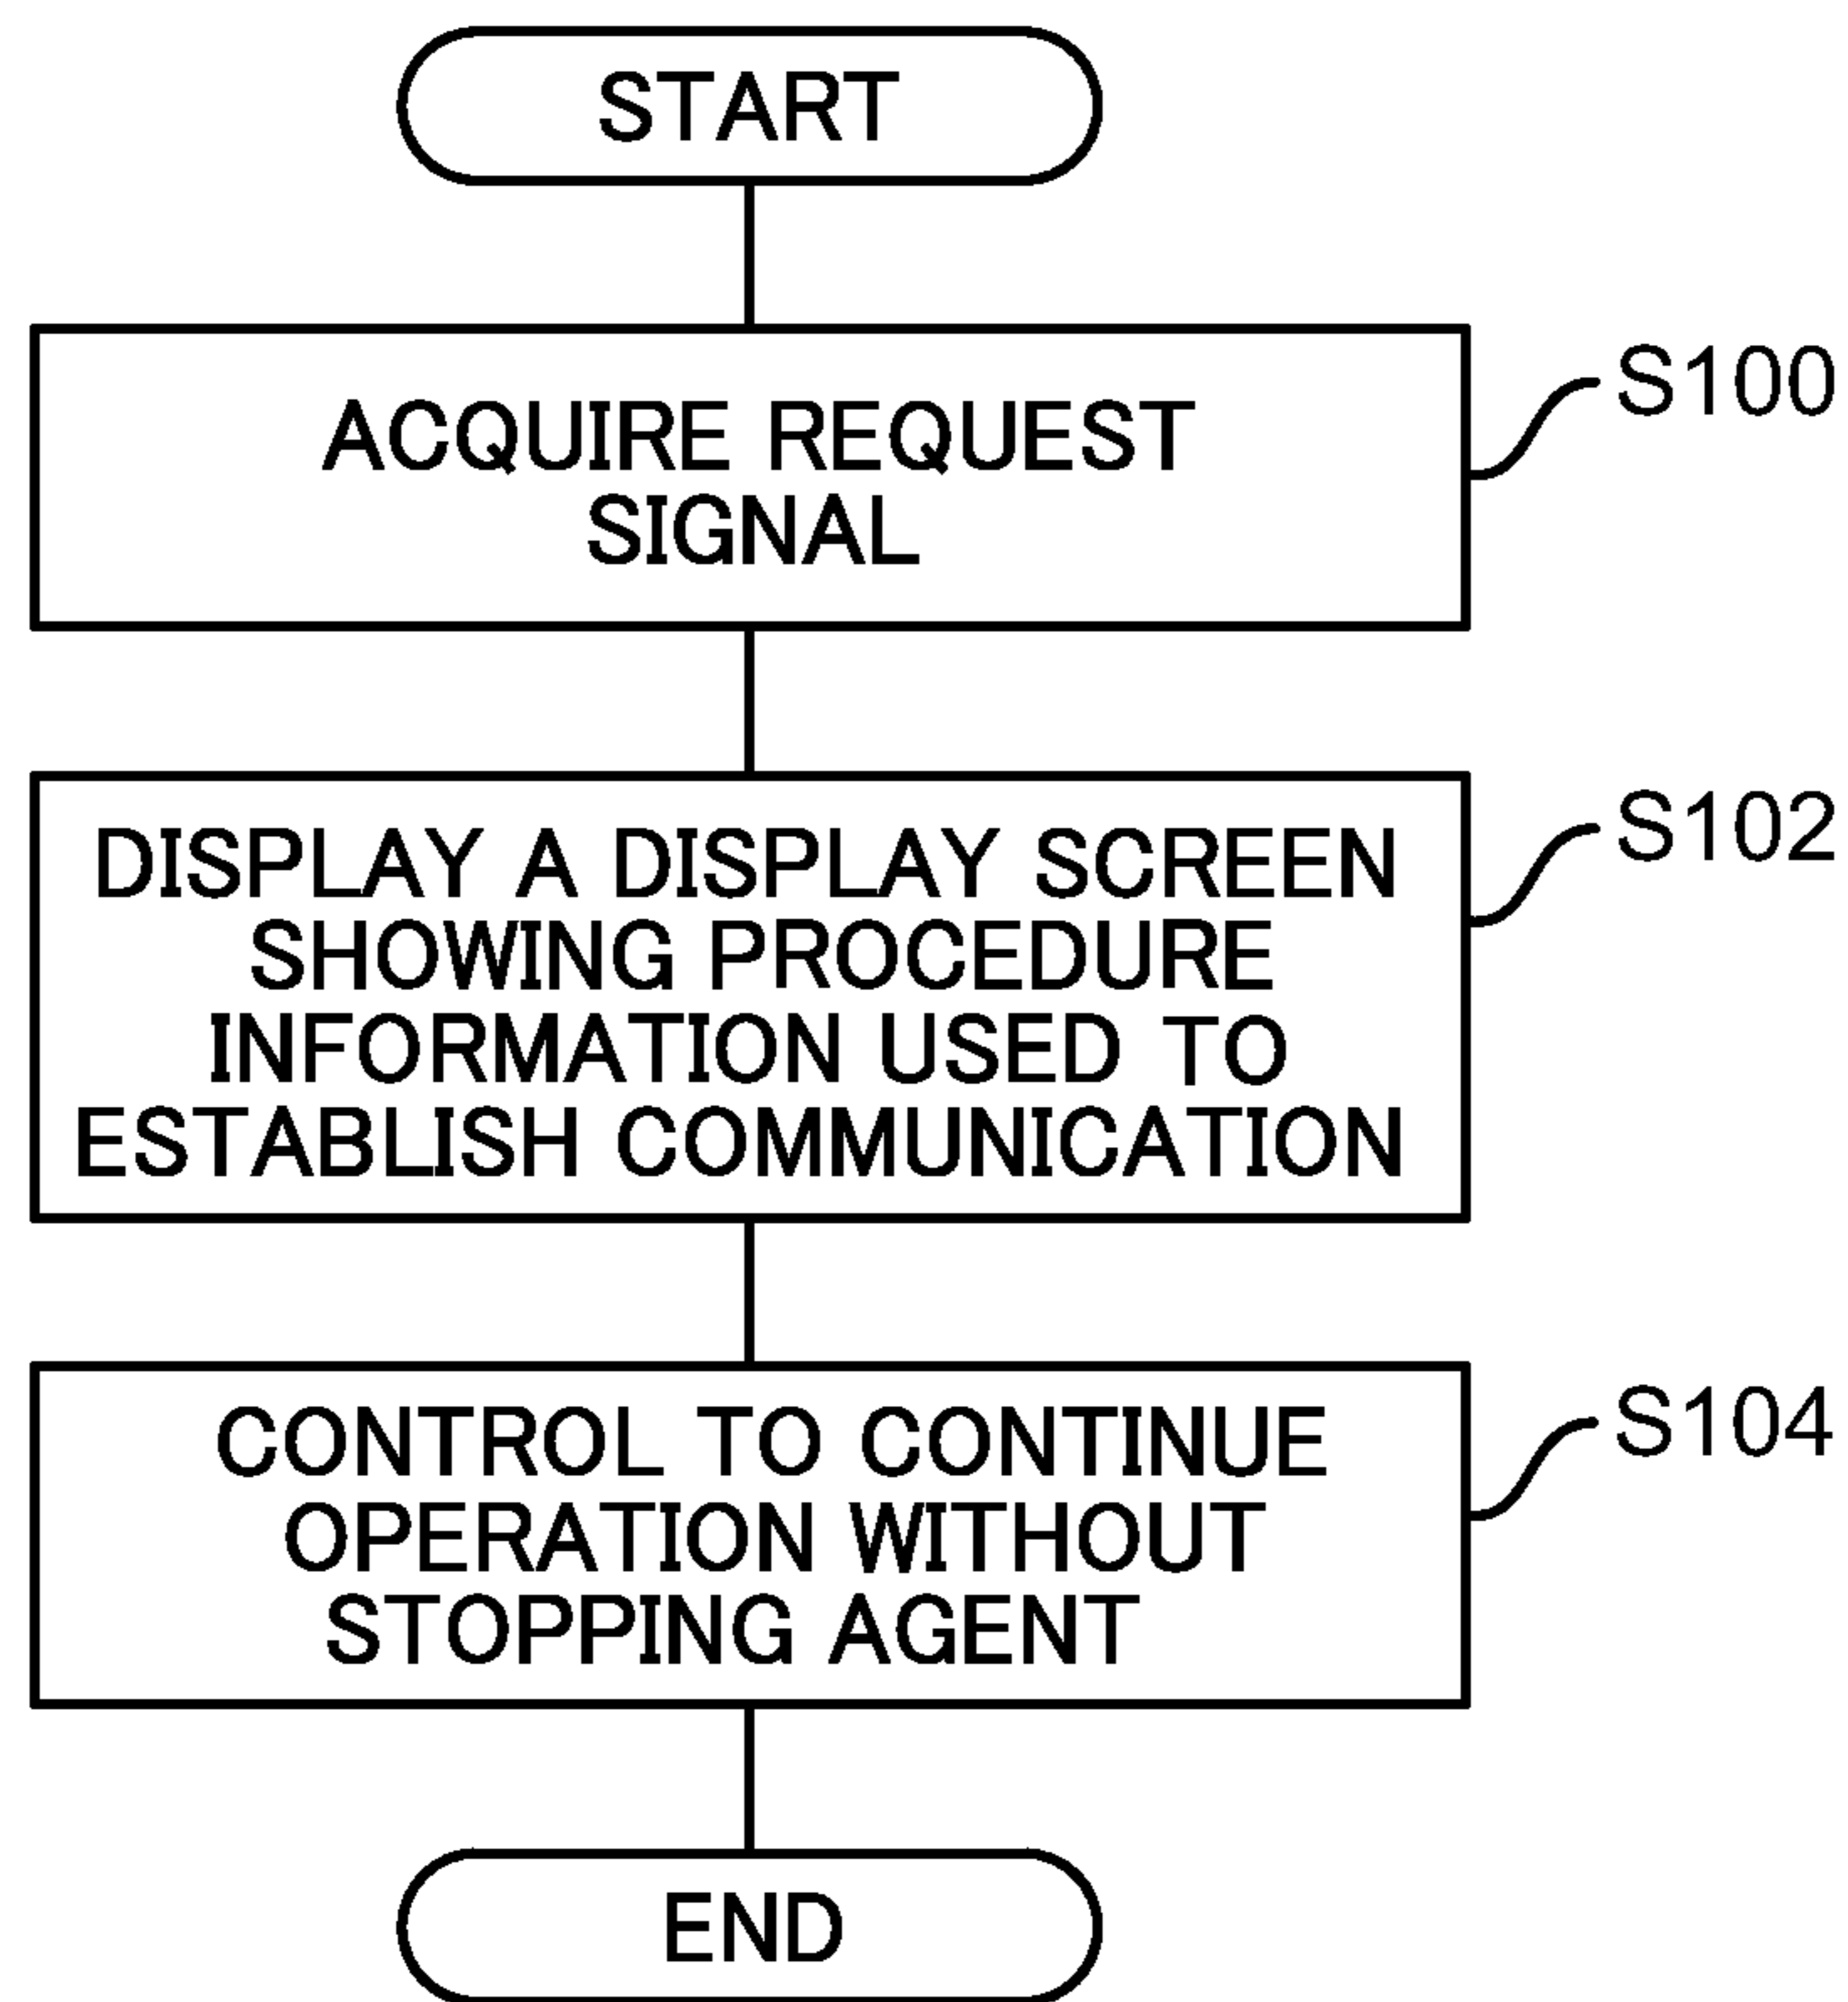 START
ACQUIRE REQUEST
SIGNAL
S100
DISPLAY A DISPLAY SCREEN
SHOWING PROCEDURE
INFORMATION USED TO
ESTABLISH COMMUNICATION
S102
CONTROL TO CONTINUE
OPERATION WITHOUT
STOPPING AGENT
S104
END